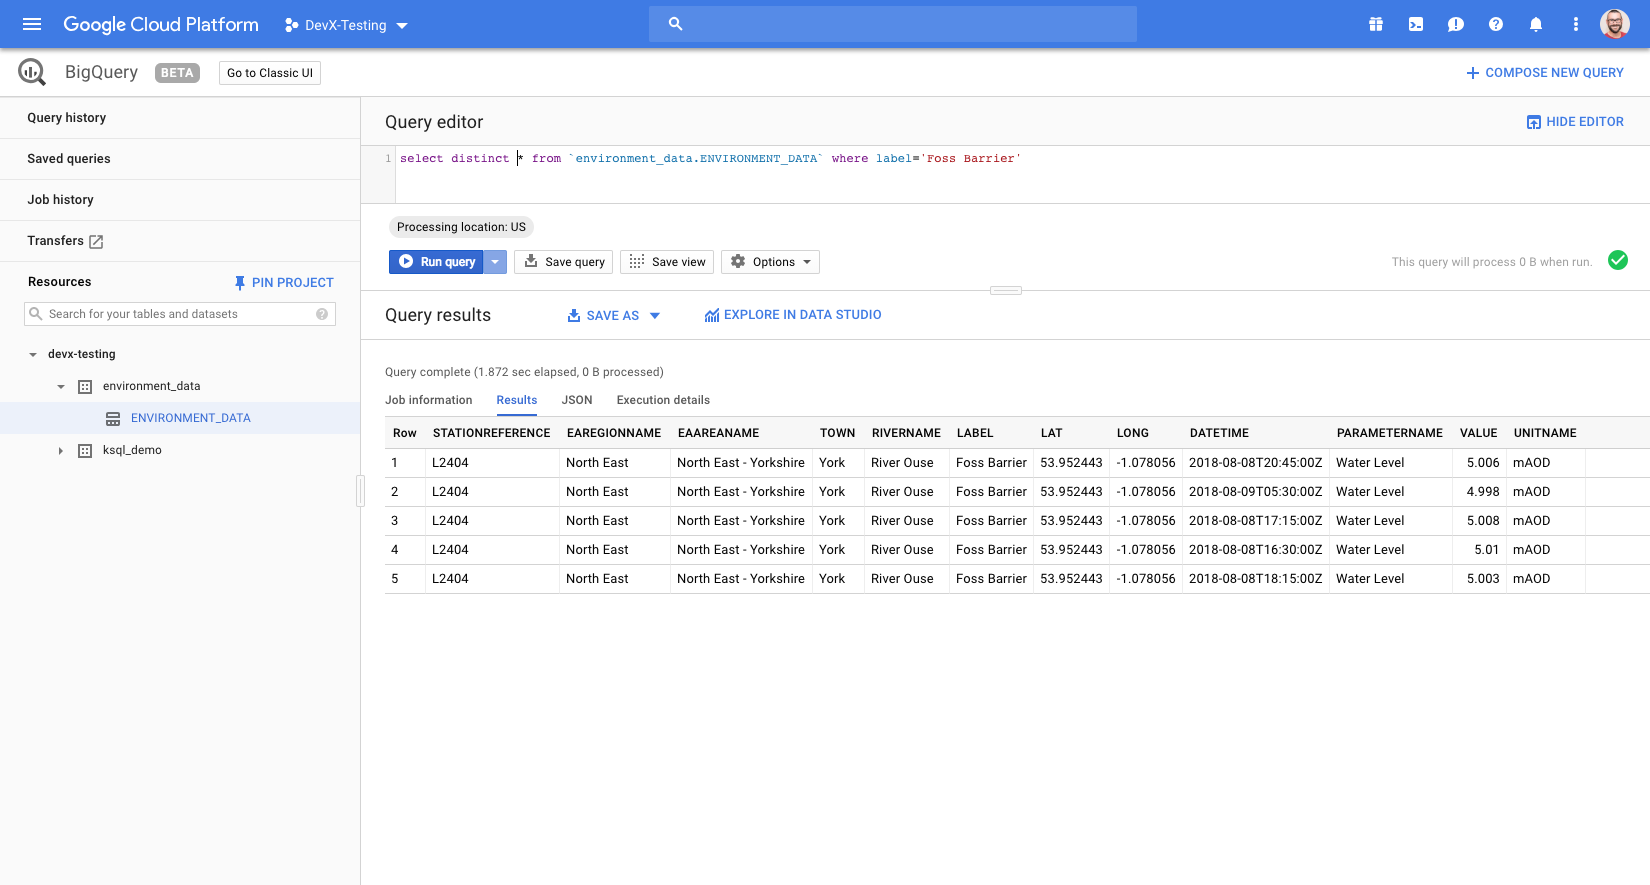 Google Cloud Platform DevX-Testing
BigQuery BETA Go to Classic UI COMPOSE NEW QUERY
Query history
Saved queries
Job history
Transfers
Resources PIN PROJECT
Search for your tables and datasets
devx-testing
environment_data
ENVIRONMENT_DATA
ksql_demo
Query editor HIDE EDITOR
1 select distinct * from `environment_data.ENVIRONMENT_DATA` where label='Foss Barrier'
Processing location: US
Run query Save query Save view Options This query will process 0 B when run.
Query results SAVE AS EXPLORE IN DATA STUDIO
Query complete (1.872 sec elapsed, 0 B processed)
Job information Results JSON Execution details
Row STATIONREFERENCE EAREGIONNAME EAAREANAME TOWN RIVERNAME LABEL LAT LONG DATETIME PARAMETERNAME VALUE UNITNAME
1 L2404 North East North East - Yorkshire York River Ouse Foss Barrier 53.952443 -1.078056 2018-08-08T20:45:00Z Water Level 5.006 mAOD
2 L2404 North East North East - Yorkshire York River Ouse Foss Barrier 53.952443 -1.078056 2018-08-09T05:30:00Z Water Level 4.998 mAOD
3 L2404 North East North East - Yorkshire York River Ouse Foss Barrier 53.952443 -1.078056 2018-08-08T17:15:00Z Water Level 5.008 mAOD
4 L2404 North East North East - Yorkshire York River Ouse Foss Barrier 53.952443 -1.078056 2018-08-08T16:30:00Z Water Level 5.01 mAOD
5 L2404 North East North East - Yorkshire York River Ouse Foss Barrier 53.952443 -1.078056 2018-08-08T18:15:00Z Water Level 5.003 mAOD